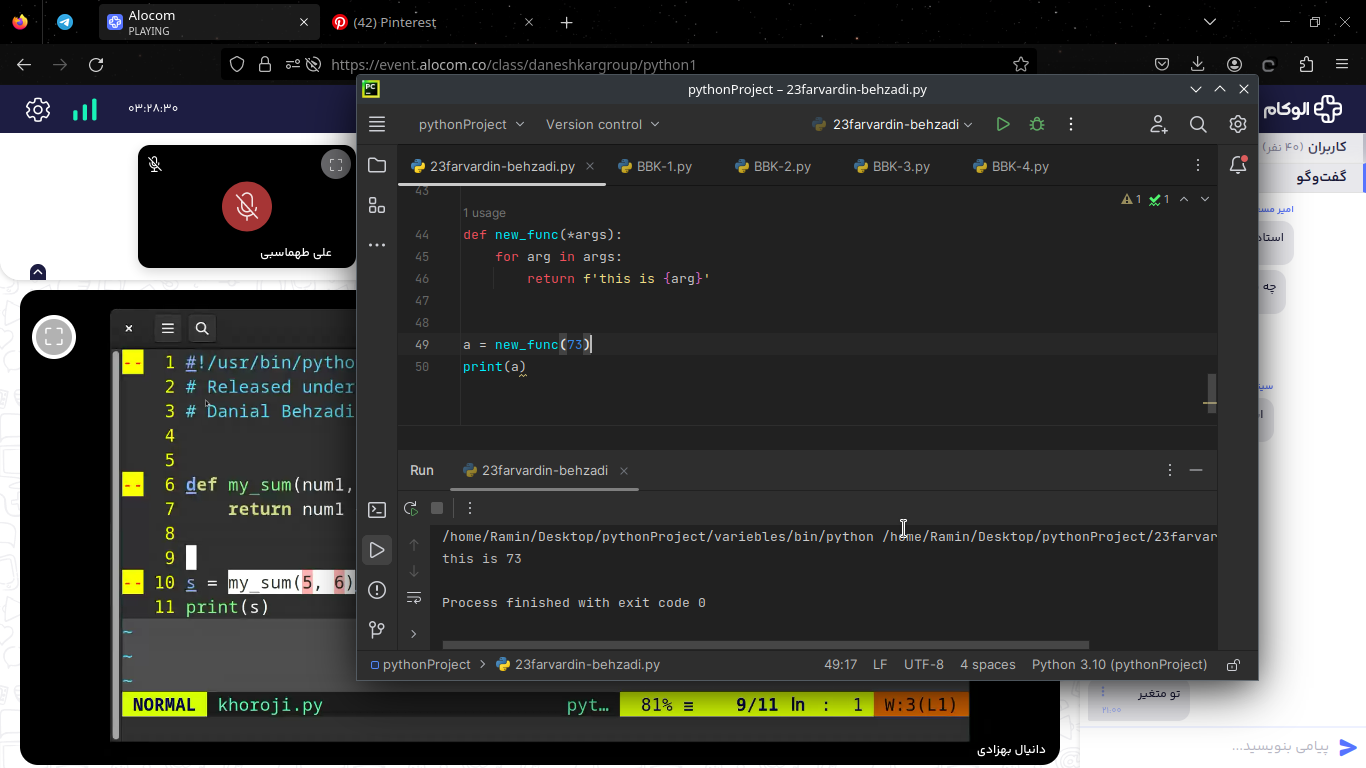 Alocom
PLAYING
(42) Pinterest
https://event.alocom.co/class/daneshkargroup/python1
۰۳:۲۸:۳۰
الوکام
کاربران (۴۰ نفر)
گفت‌وگو
علی طهماسبی
امیر
استاد
چه
pythonProject – 23farvardin-behzadi.py
pythonProject
Version control
23farvardin-behzadi
23farvardin-behzadi.py
BBK-1.py
BBK-2.py
BBK-3.py
BBK-4.py
43
1 usage
1 1
44 def new_func(*args):
45 for arg in args:
46 return f'this is {arg}'
47
48
49 a = new_func(73)
50 print(a)
Run
23farvardin-behzadi
/home/Ramin/Desktop/pythonProject/variebles/bin/python /home/Ramin/Desktop/pythonProject/23farvar
this is 73
Process finished with exit code 0
pythonProject
23farvardin-behzadi.py
49:17
LF
UTF-8
4 spaces
Python 3.10 (pythonProject)
-- 1 #!/usr/bin/pytho
2 # Released under
3 # Danial Behzadi
4
5
-- 6 def my_sum(num1,
7 return num1
8
9
-- 10 s = my_sum(5, 6)
11 print(s)
~
~
~
NORMAL khoroji.py pyt… 81% ≡ 9/11 ln : 1 W:3(L1)
دانیال بهزادی
تو متغیر
۲۱:۰۰
پیامی بنویسید...